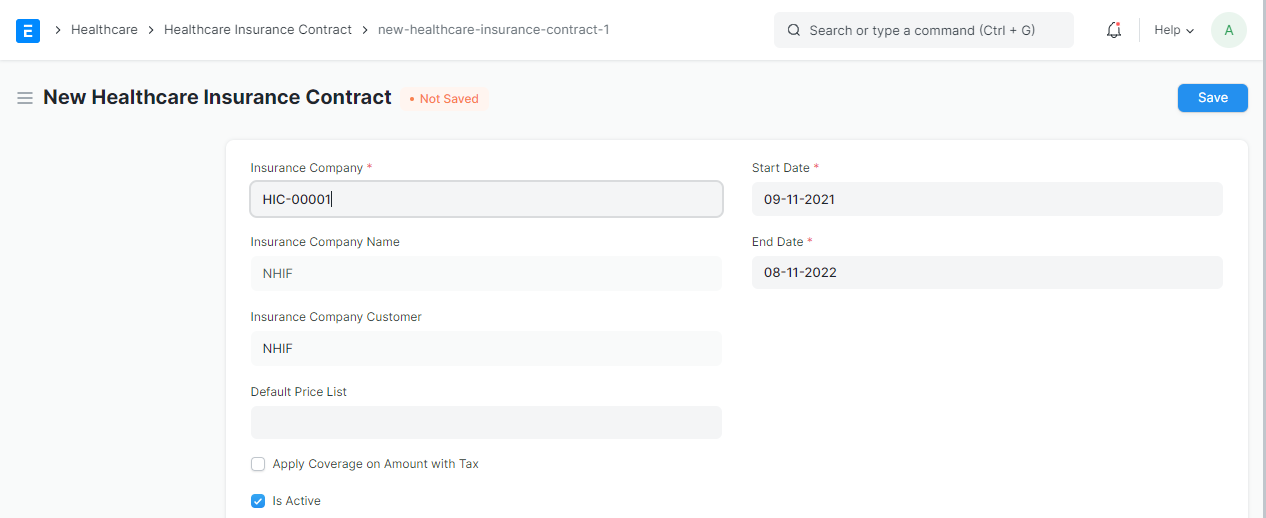 E > Healthcare > Healthcare Insurance Contract > new-healthcare-insurance-contract-1 Search or type a command (Ctrl + G) Help A
New Healthcare Insurance Contract • Not Saved Save
Insurance Company *
HIC-00001
Insurance Company Name
NHIF
Insurance Company Customer
NHIF
Default Price List
Apply Coverage on Amount with Tax
Is Active
Start Date *
09-11-2021
End Date *
08-11-2022